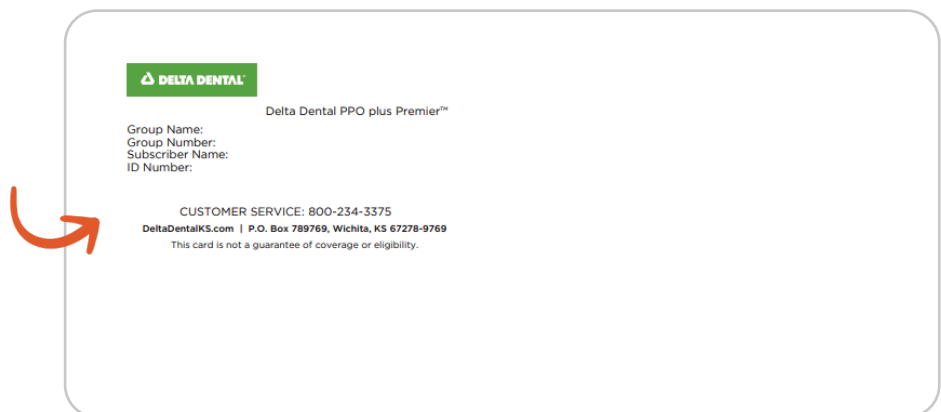 DELTA DENTAL
Delta Dental PPO plus Premier™
Group Name:
Group Number:
Subscriber Name:
ID Number:
CUSTOMER SERVICE: 800-234-3375
DeltaDentalKS.com | P.O. Box 789769, Wichita, KS 67278-9769
This card is not a guarantee of coverage or eligibility.